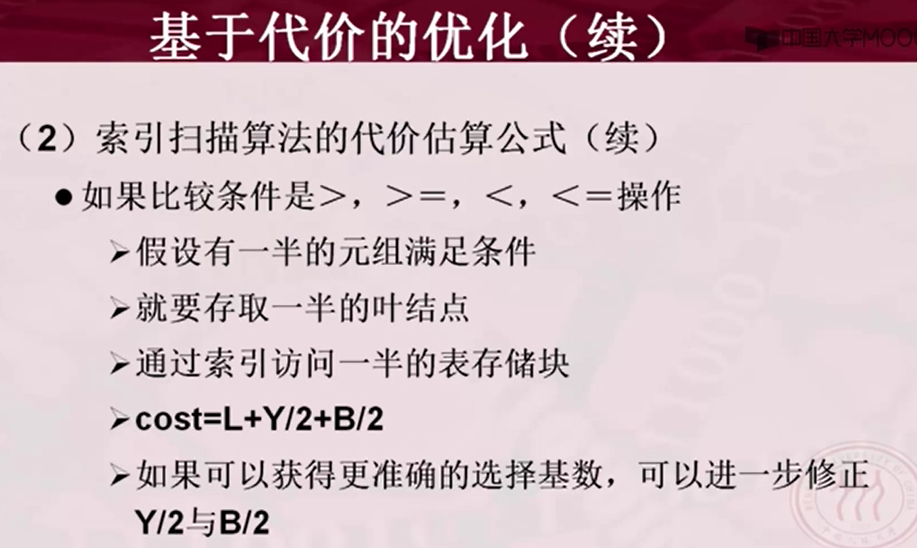 基于代价的优化（续）
中国大学MOO
（2）索引扫描算法的代价估算公式（续）
●如果比较条件是＞，＞＝，＜，＜＝操作
➢假设有一半的元组满足条件
➢就要存取一半的叶结点
➢通过索引访问一半的表存储块
➢cost=L+Y/2+B/2
➢如果可以获得更准确的选择基数，可以进一步修正
Y/2与B/2